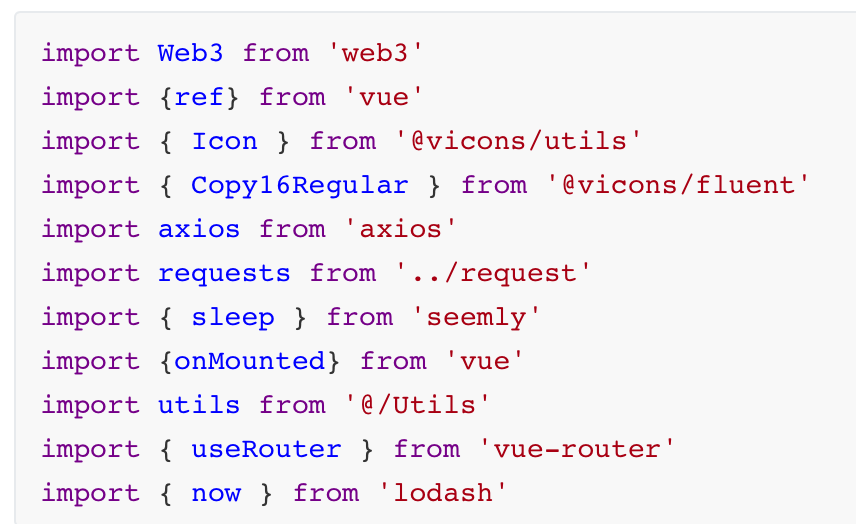 import Web3 from 'web3'
import {ref} from 'vue'
import { Icon } from '@vicons/utils'
import { Copy16Regular } from '@vicons/fluent'
import axios from 'axios'
import requests from '../request'
import { sleep } from 'seemly'
import {onMounted} from 'vue'
import utils from '@/Utils'
import { useRouter } from 'vue-router'
import { now } from 'lodash'